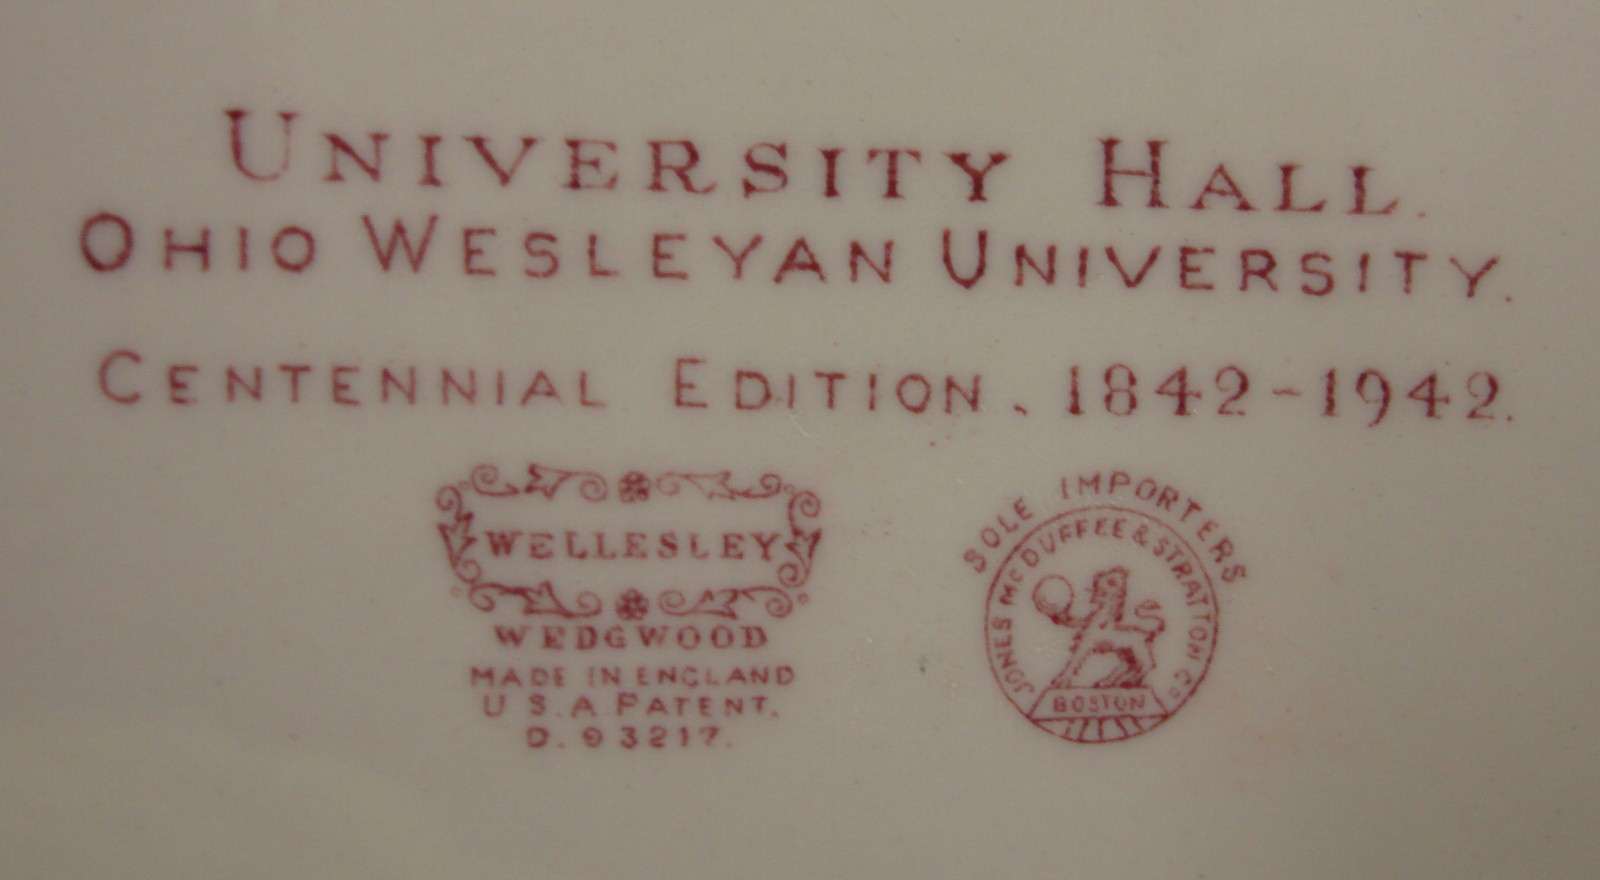 UNIVERSITY HALL.
OHIO WESLEYAN UNIVERSITY.
CENTENNIAL EDITION. 1842-1942.
WELLESLEY
WEDGWOOD
MADE IN ENGLAND
U.S.A PATENT.
D. 93217.
SOLE IMPORTERS
JONES McDUFFEE & STRATTON Co
BOSTON